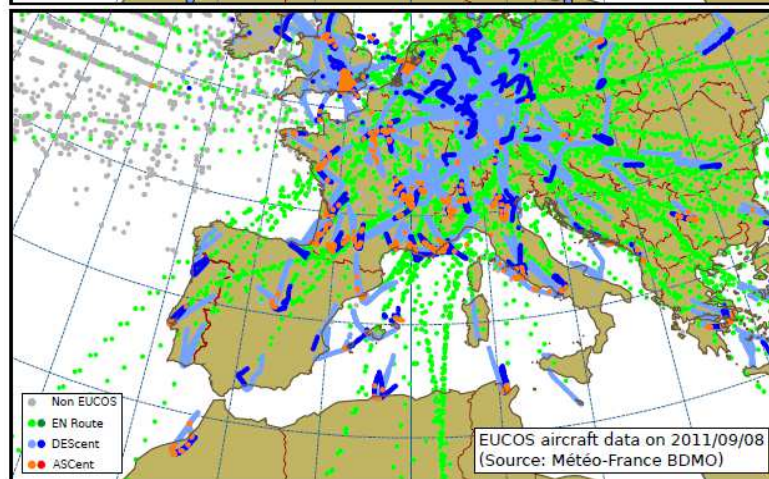 Non EUCOS
EN Route
DEScent
ASCent
EUCOS aircraft data on 2011/09/08
(Source: Météo-France BDMO)